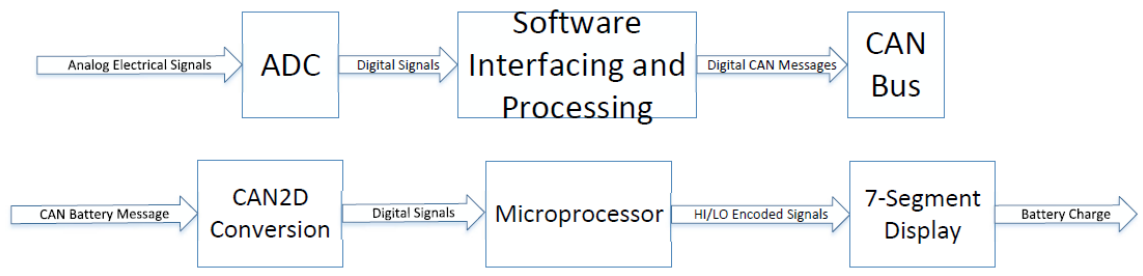 Analog Electrical Signals
ADC
Digital Signals
Software
Interfacing and
Processing
Digital CAN Messages
CAN
Bus
CAN Battery Message
CAN2D
Conversion
Digital Signals
Microprocessor
HI/LO Encoded Signals
7-Segment
Display
Battery Charge